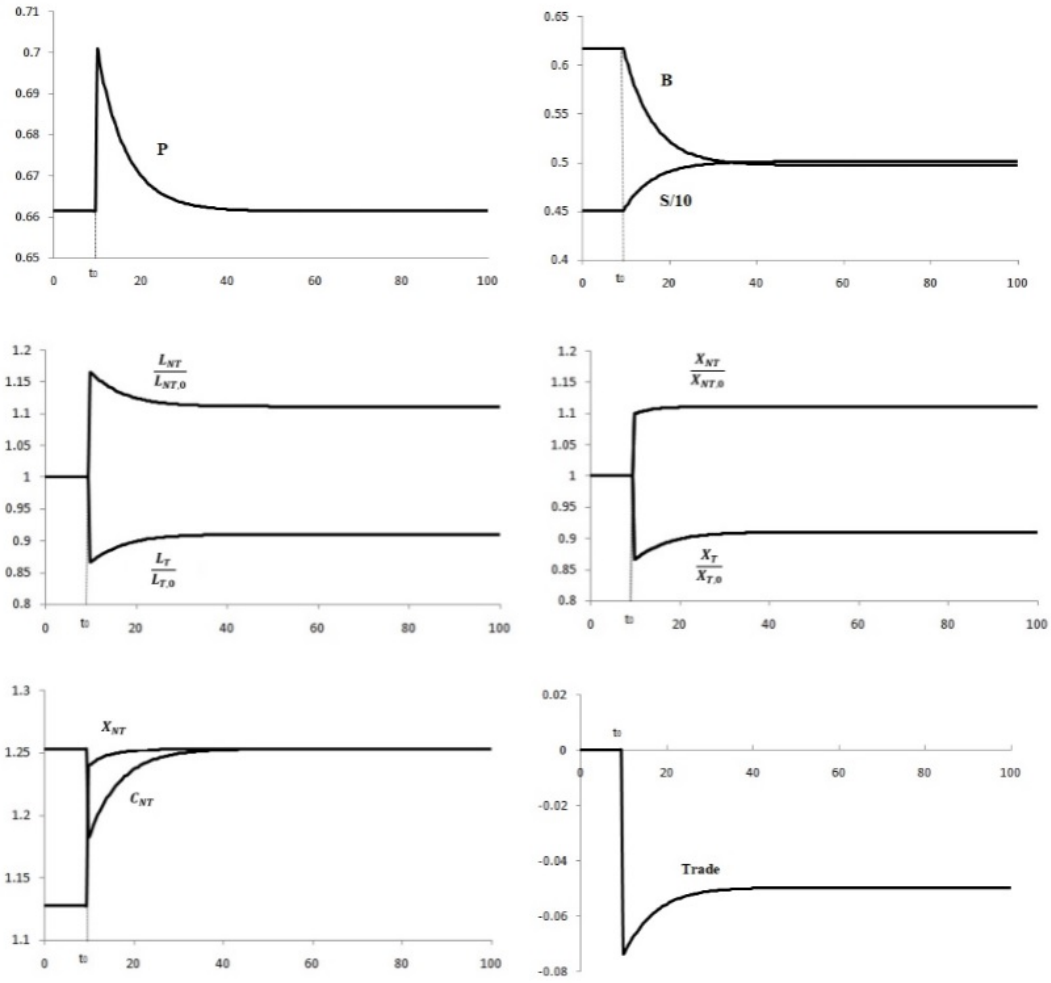 0.71
0.7
0.69
0.68
0.67
0.66
0.65
P
t0
0 20 40 60 80 100
0.65
0.6
0.55
0.5
0.45
0.4
B
S/10
t0
0 20 40 60 80 100
1.2
1.15
1.1
1.05
1
0.95
0.9
0.85
0.8
L_NT
L_NT,0
L_T
L_T,0
t0
0 20 40 60 80 100
1.2
1.15
1.1
1.05
1
0.95
0.9
0.85
0.8
X_NT
X_NT,0
X_T
X_T,0
t0
0 20 40 60 80 100
1.3
1.25
1.2
1.15
1.1
X_NT
C_NT
t0
0 20 40 60 80 100
0.02
0
-0.02
-0.04
-0.06
-0.08
t0
0 20 40 60 80 100
Trade